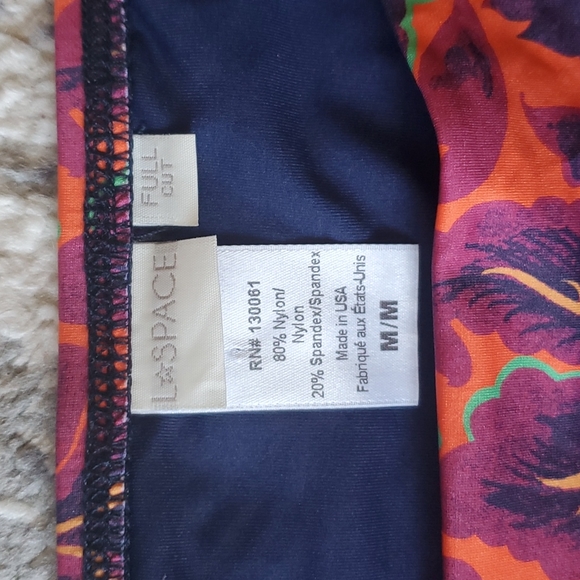 FULL
CUT
L*SPACE
RN# 130061
80% Nylon/
Nylon
20% Spandex/Spandex
Made in USA
Fabriqué aux États-Unis
M/M